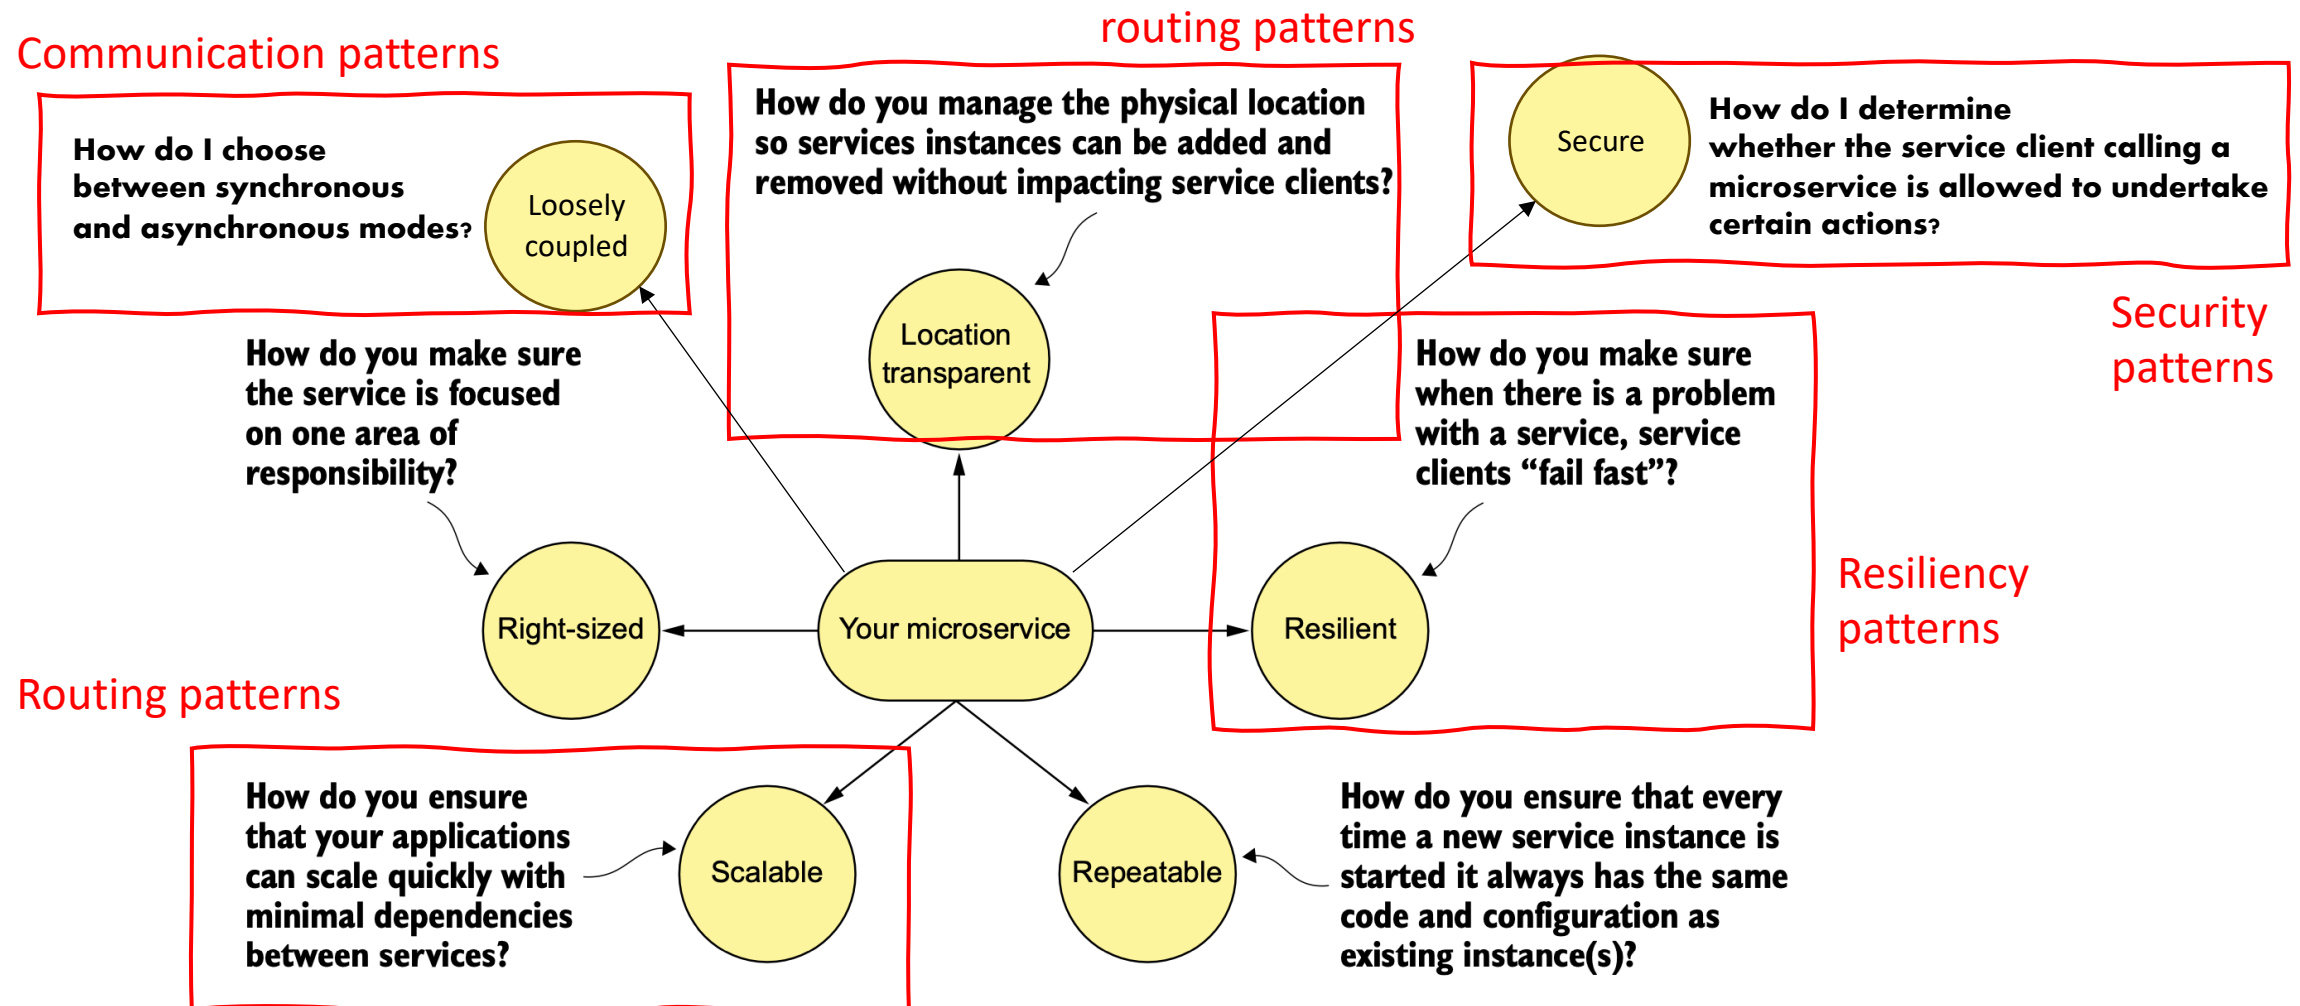 routing patterns
Communication patterns
How do I choose
between synchronous
and asynchronous modes?
Loosely
coupled
How do you manage the physical location
so services instances can be added and
removed without impacting service clients?
Location
transparent
Secure
How do I determine
whether the service client calling a
microservice is allowed to undertake
certain actions?
Security
patterns
How do you make sure
the service is focused
on one area of
responsibility?
Right-sized
Your microservice
How do you make sure
when there is a problem
with a service, service
clients “fail fast”?
Resilient
Resiliency
patterns
Routing patterns
How do you ensure
that your applications
can scale quickly with
minimal dependencies
between services?
Scalable
Repeatable
How do you ensure that every
time a new service instance is
started it always has the same
code and configuration as
existing instance(s)?